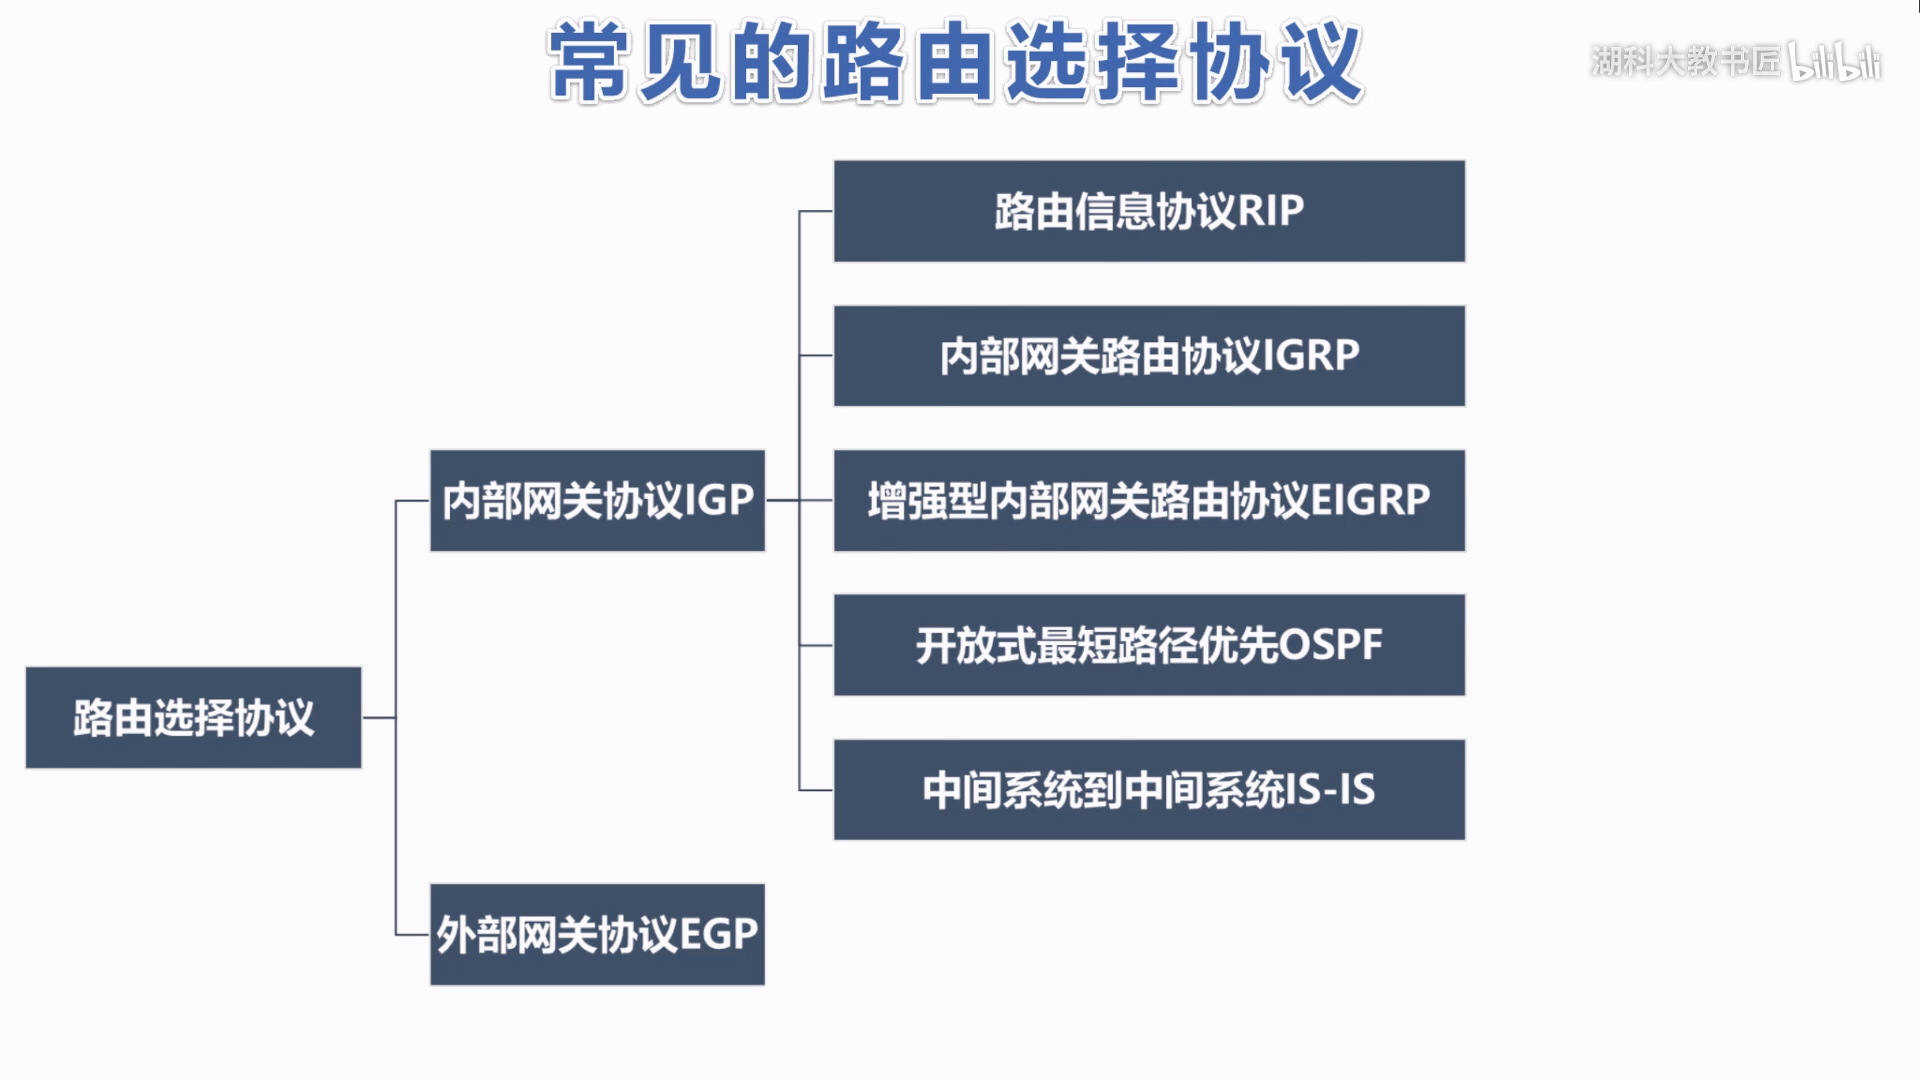 常见的路由选择协议
湖科大教书匠 bilibili
路由信息协议RIP
内部网关路由协议IGRP
内部网关协议IGP
增强型内部网关路由协议EIGRP
开放式最短路径优先OSPF
路由选择协议
中间系统到中间系统IS-IS
外部网关协议EGP